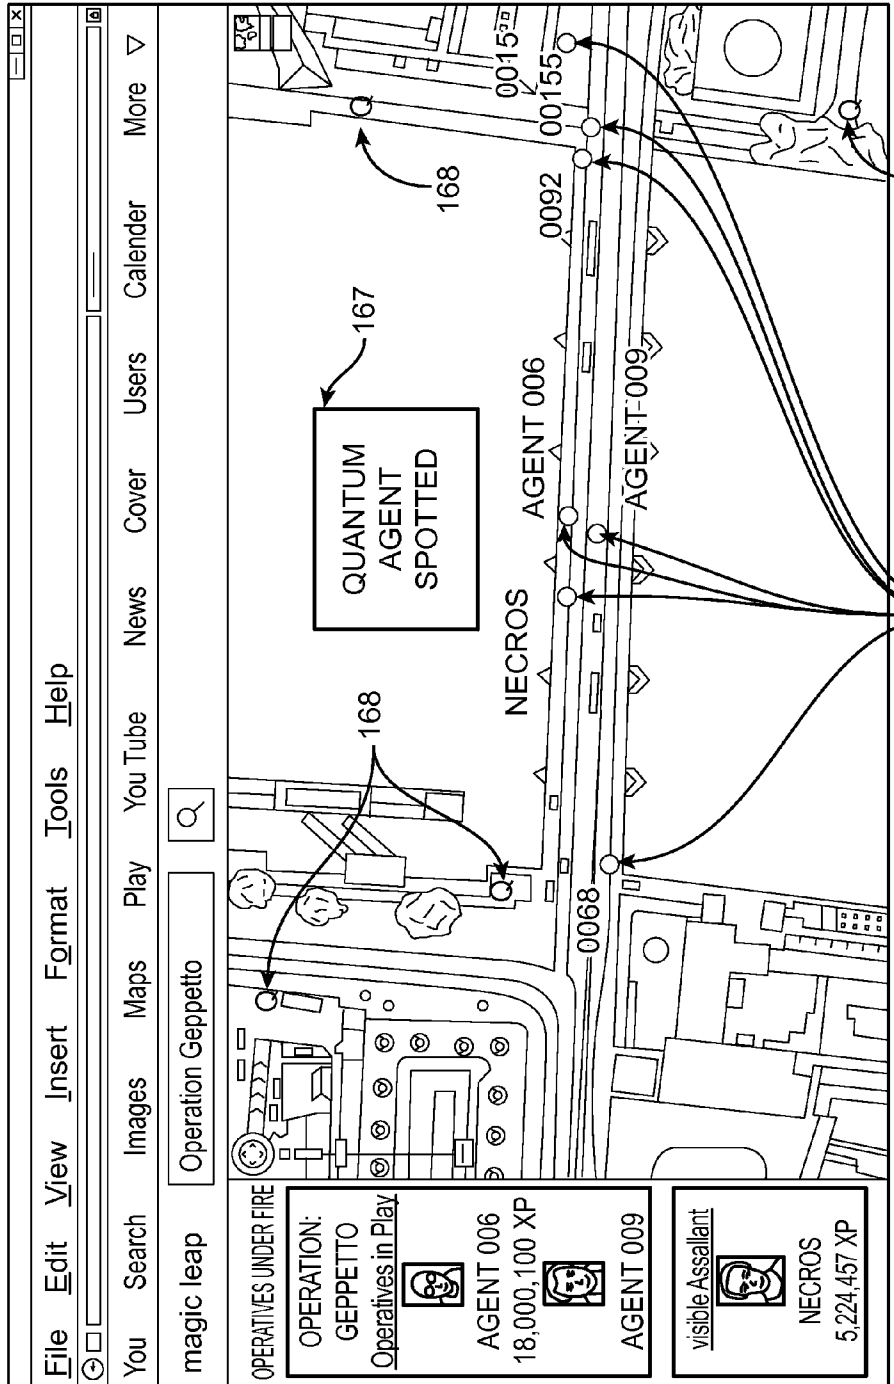 File Edit View Insert Format Tools Help
You Search Images Maps Play You Tube News Cover Users Calender More
magic leap
Operation Geppetto
OPERATIVES UNDER FIRE
OPERATION:
GEPPETTO
Operatives in Play
AGENT 006
18,000,100 XP
AGENT 009
visible Assallant
NECROS
5,224,457 XP
168
QUANTUM
AGENT
SPOTTED
167
168
0068
NECROS
AGENT 006
AGENT 009
0092
00155
0015